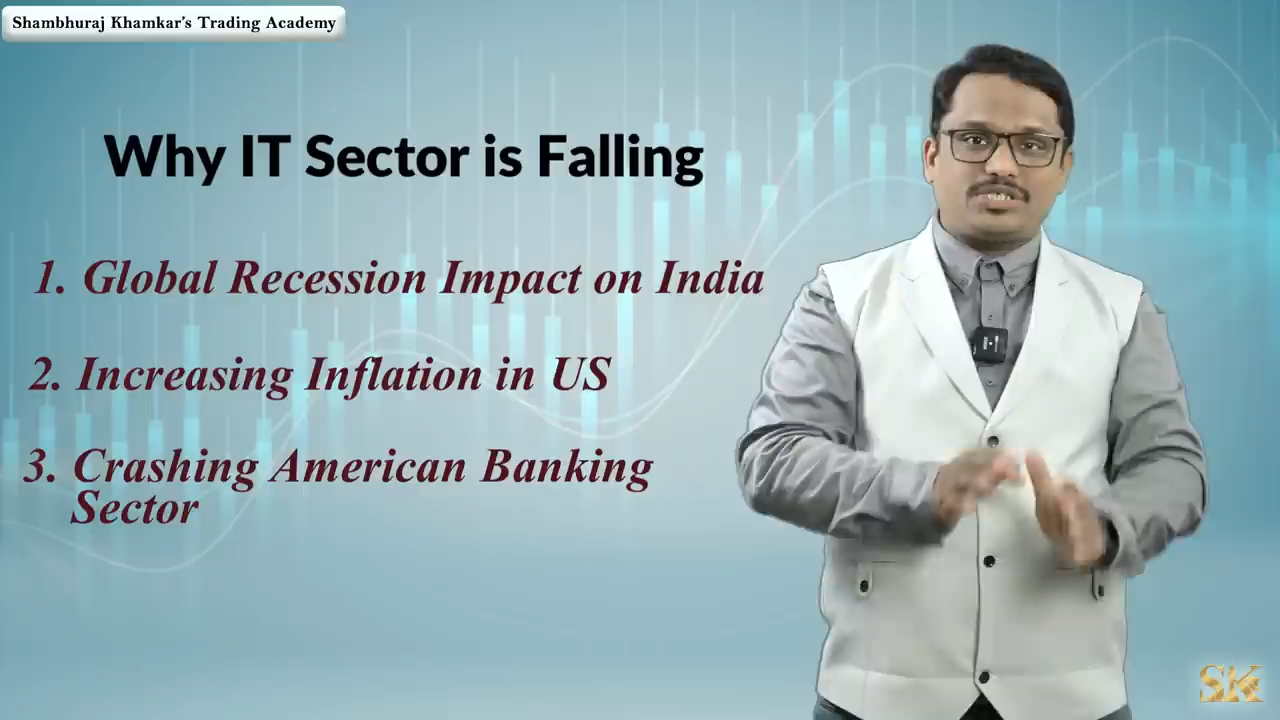 Shambhuraj Khamkar's Trading Academy
Why IT Sector is Falling
1. Global Recession Impact on India
2. Increasing Inflation in US
3. Crashing American Banking
Sector
SK